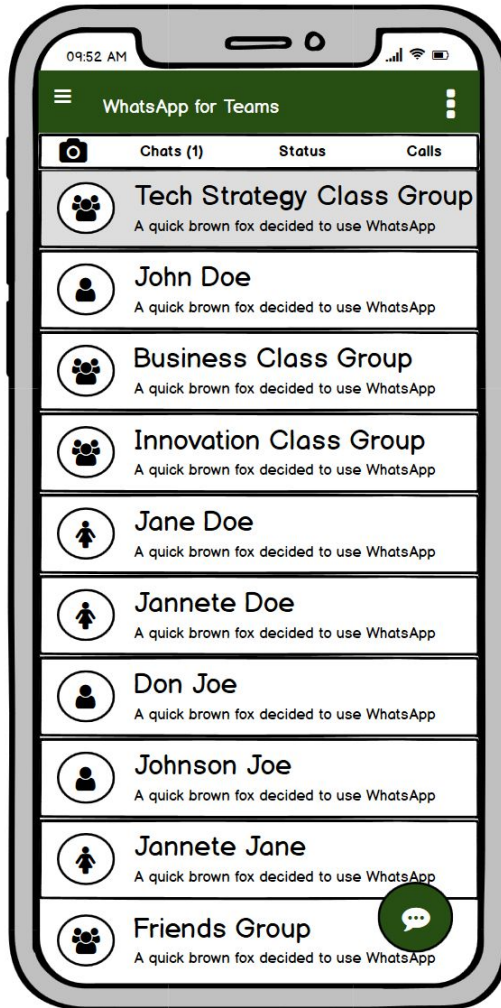 09:52 AM
WhatsApp for Teams
Chats (1) Status Calls
Tech Strategy Class Group
A quick brown fox decided to use WhatsApp
John Doe
A quick brown fox decided to use WhatsApp
Business Class Group
A quick brown fox decided to use WhatsApp
Innovation Class Group
A quick brown fox decided to use WhatsApp
Jane Doe
A quick brown fox decided to use WhatsApp
Jannete Doe
A quick brown fox decided to use WhatsApp
Don Joe
A quick brown fox decided to use WhatsApp
Johnson Joe
A quick brown fox decided to use WhatsApp
Jannete Jane
A quick brown fox decided to use WhatsApp
Friends Group
A quick brown fox decided to use WhatsApp